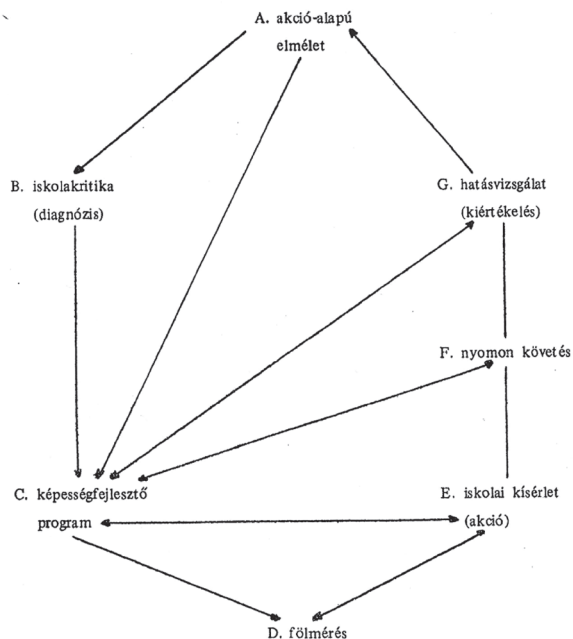 A. akció-alapú
elmélet
B. iskolakritika
(diagnózis)
G. hatásvizsgálat
(kiértékelés)
F. nyomon követés
C. képességfejlesztő
program
E. iskolai kísérlet
(akció)
D. fölmérés